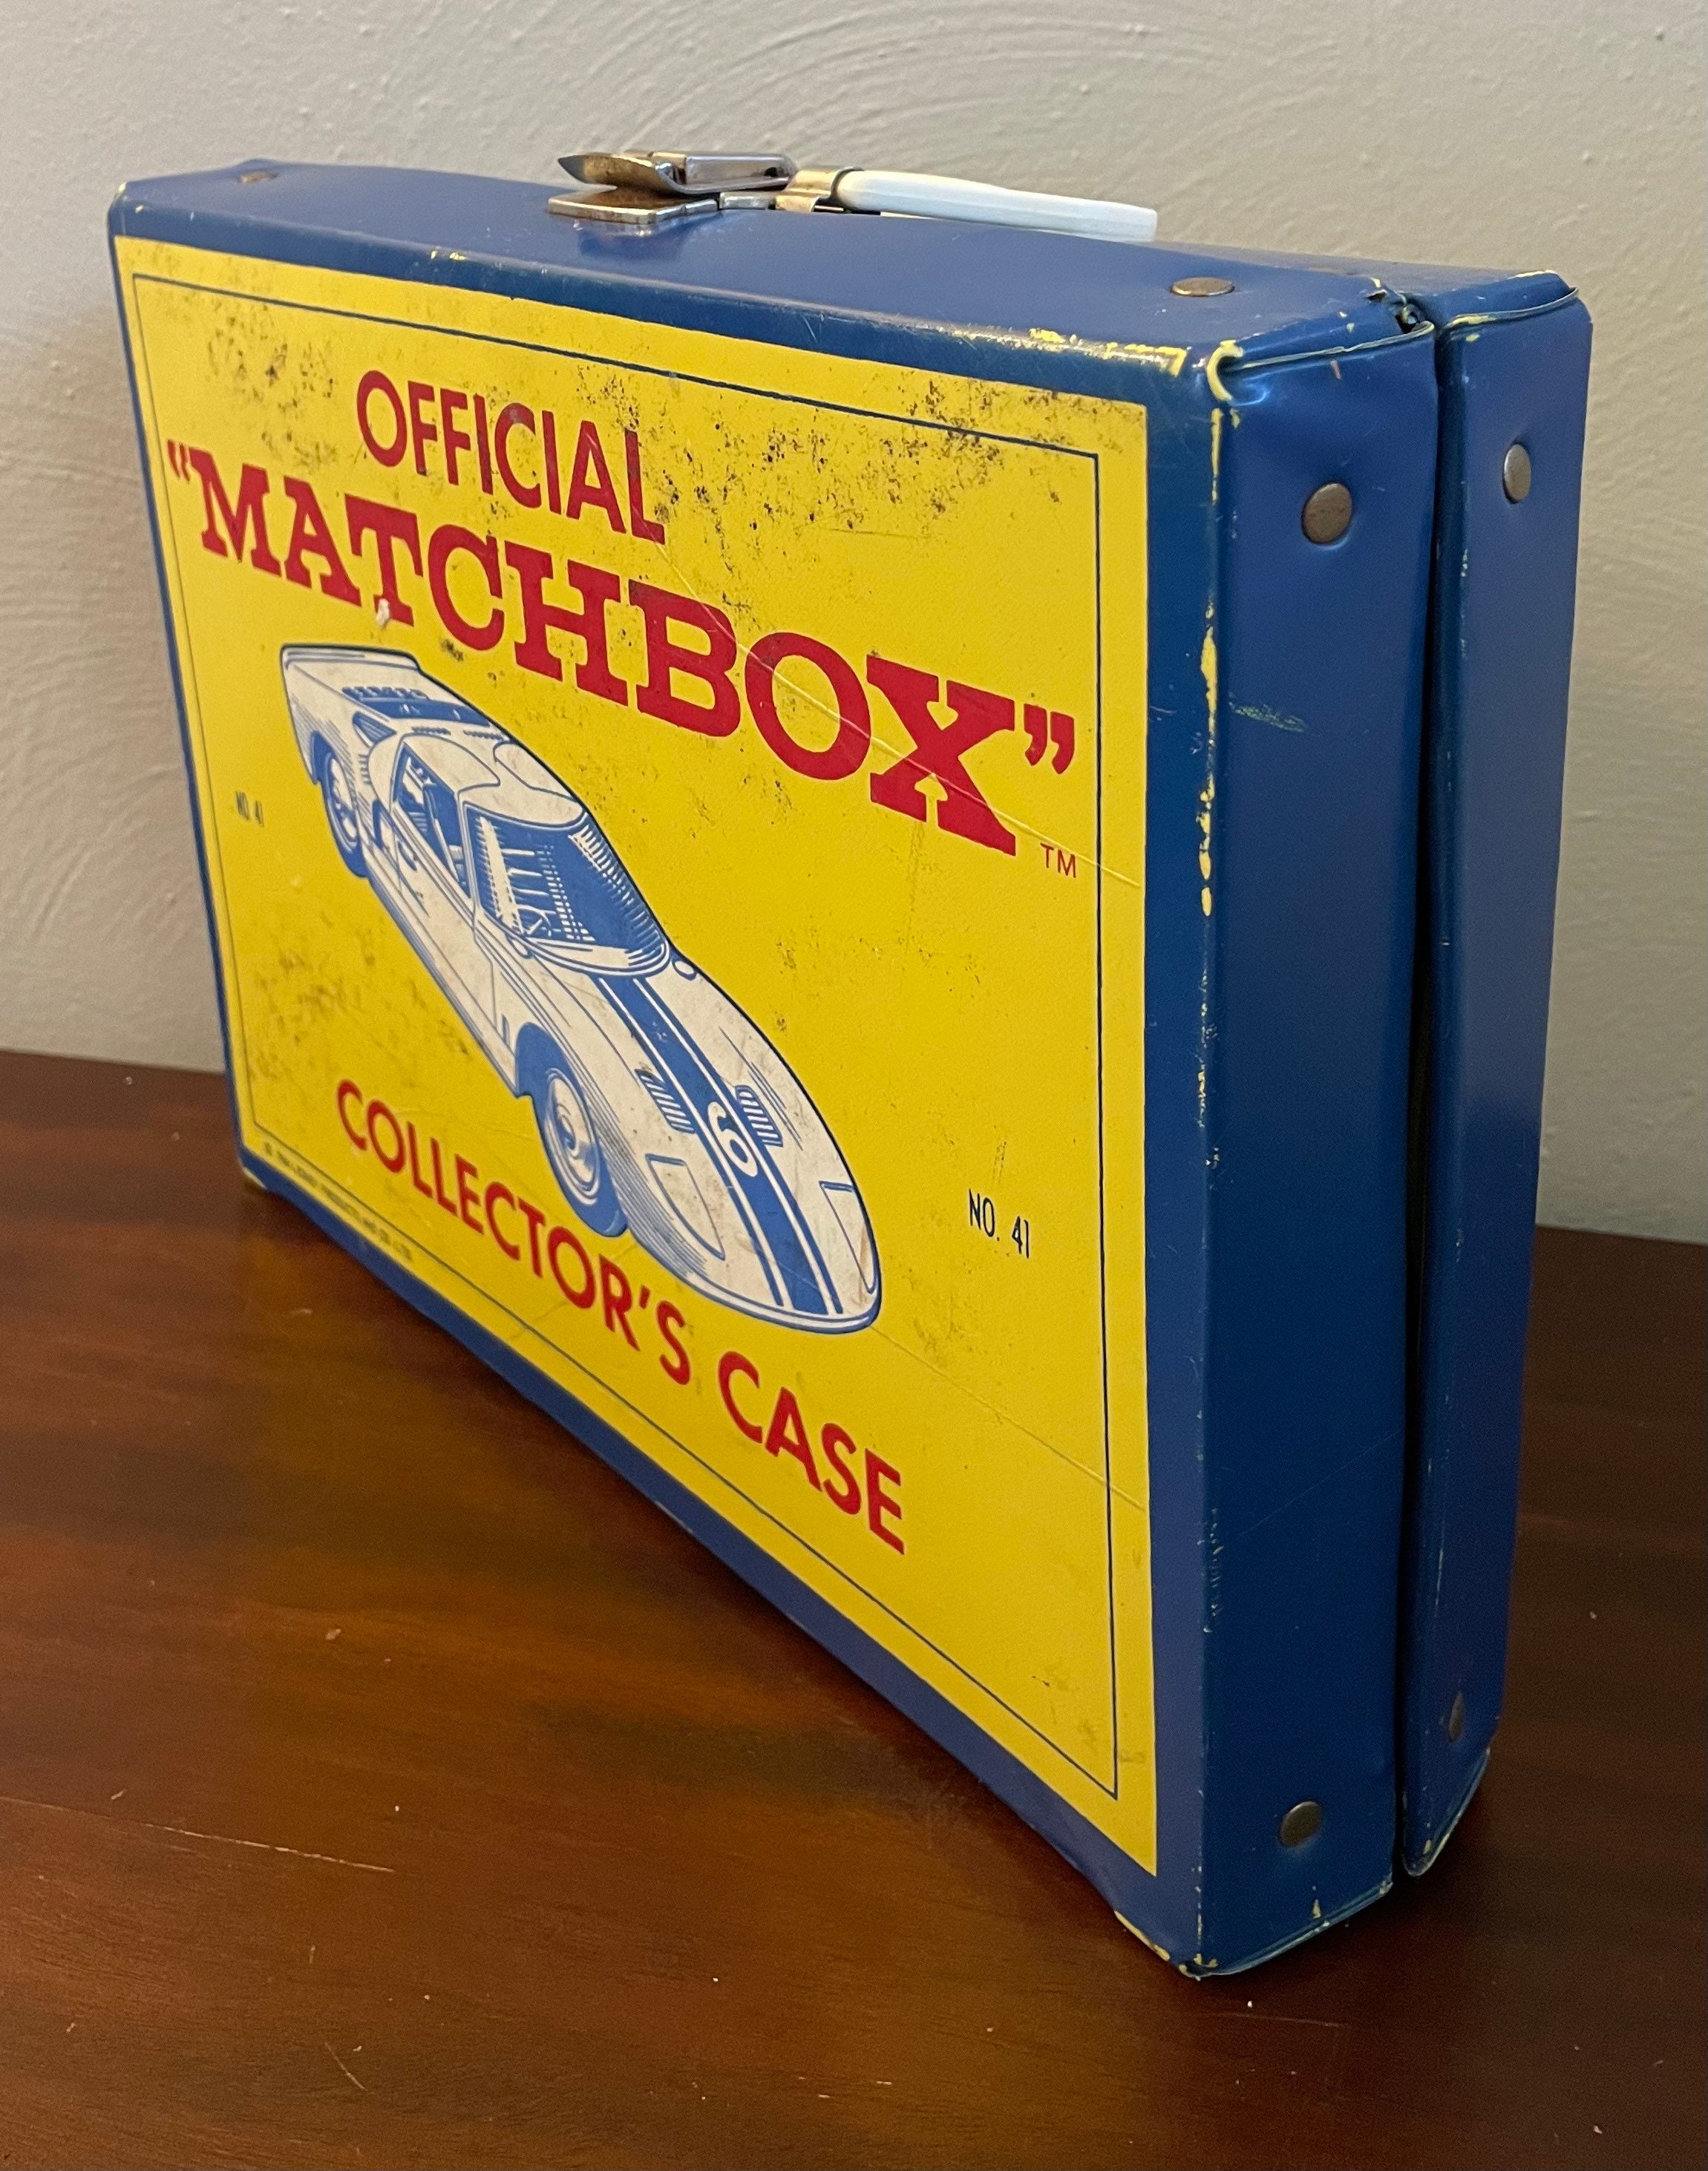 OFFICIAL
"MATCHBOX"
TM
NO 41
6
NO. 41
COLLECTOR'S CASE